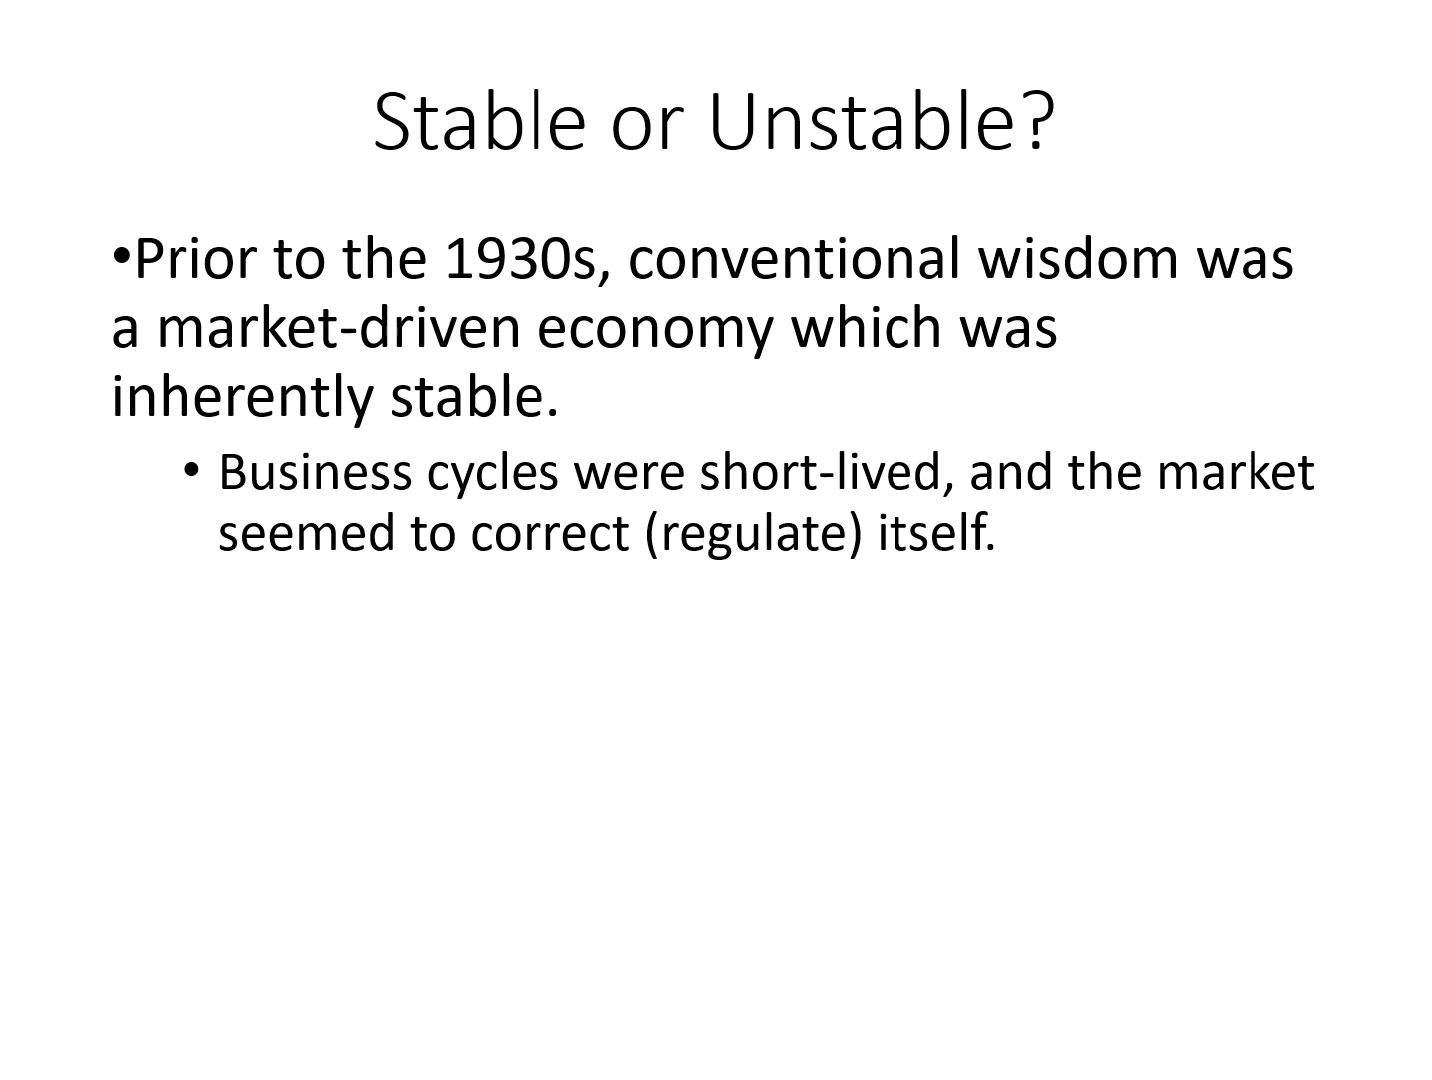 Stable or Unstable?
•Prior to the 1930s, conventional wisdom was
a market-driven economy which was
inherently stable.
• Business cycles were short-lived, and the market
seemed to correct (regulate) itself.